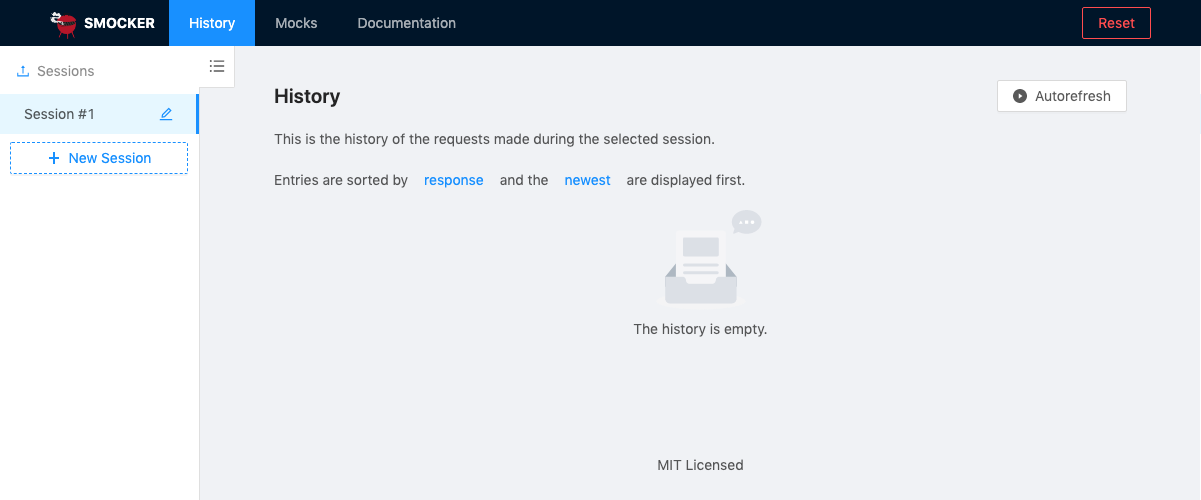 SMOCKER History Mocks Documentation Reset
Sessions
Session #1
New Session
History
Autorefresh
This is the history of the requests made during the selected session.
Entries are sorted by response and the newest are displayed first.
The history is empty.
MIT Licensed